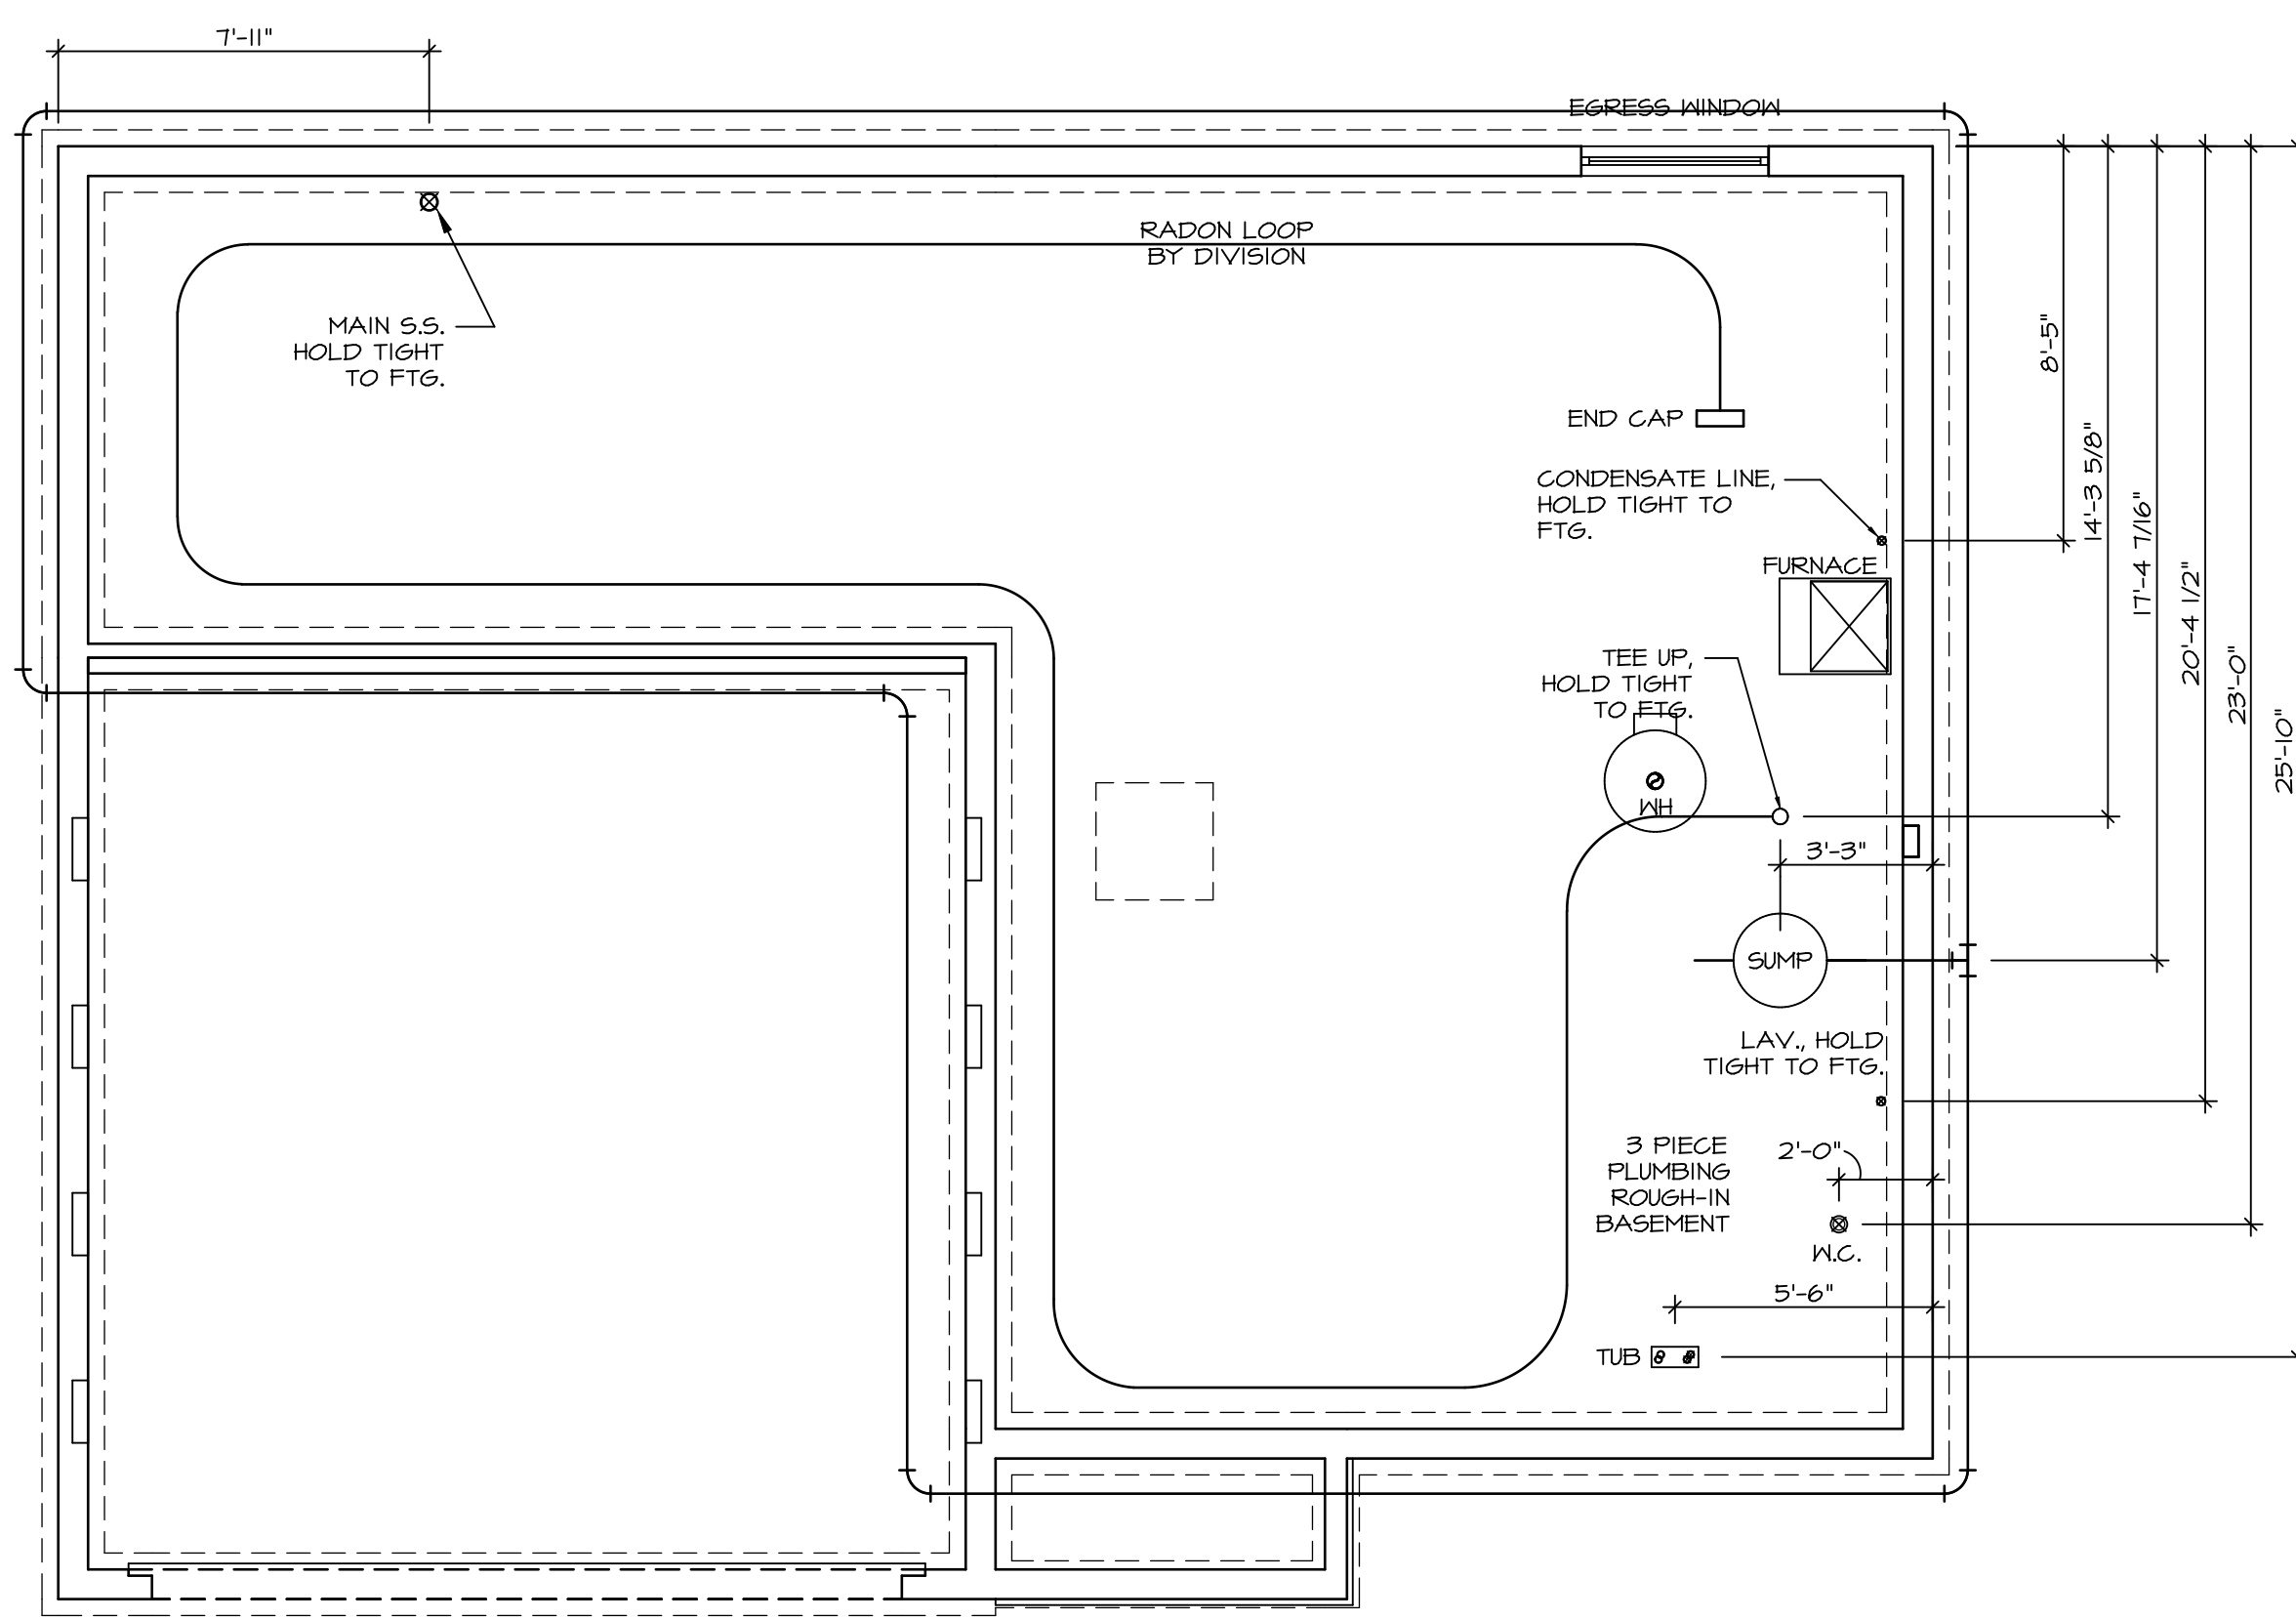 7'-11"
EGRESS WINDOW
RADON LOOP
BY DIVISION
MAIN S.S.
HOLD TIGHT
TO FTG.
END CAP
CONDENSATE LINE,
HOLD TIGHT TO
FTG.
FURNACE
TEE UP,
HOLD TIGHT
TO FTG.
WH
3'-3"
SUMP
LAV., HOLD
TIGHT TO FTG.
3 PIECE
PLUMBING
ROUGH-IN
BASEMENT
2'-0"
W.C.
5'-6"
TUB
8'-5"
14'-3 5/8"
17'-4 7/16"
20'-4 1/2"
23'-0"
25'-10"